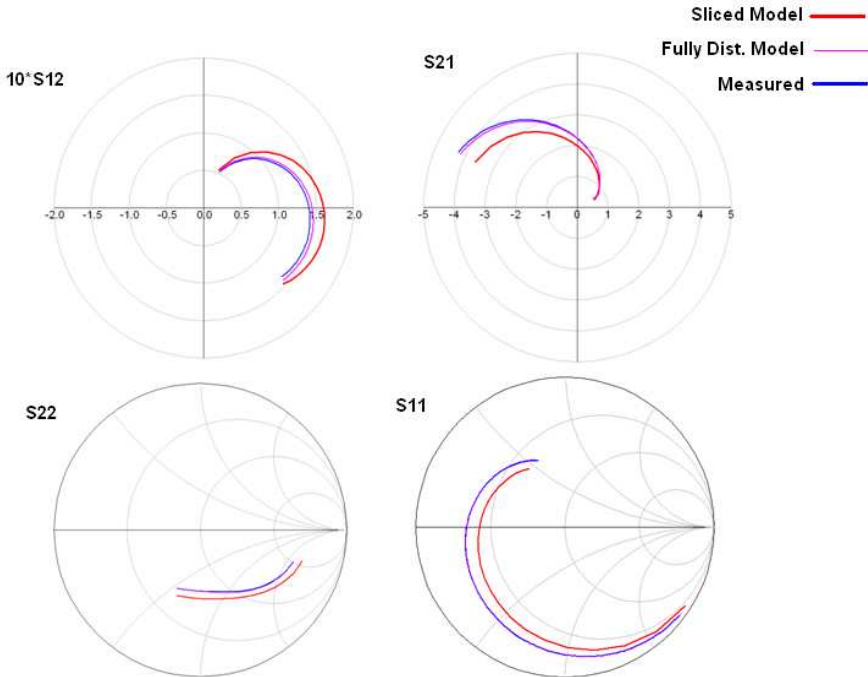 Sliced Model
Fully Dist. Model
Measured
10*S12
-2.0 -1.5 -1.0 -0.5 0.0 0.5 1.0 1.5 2.0
S21
-5 -4 -3 -2 -1 0 1 2 3 4 5
S22
S11